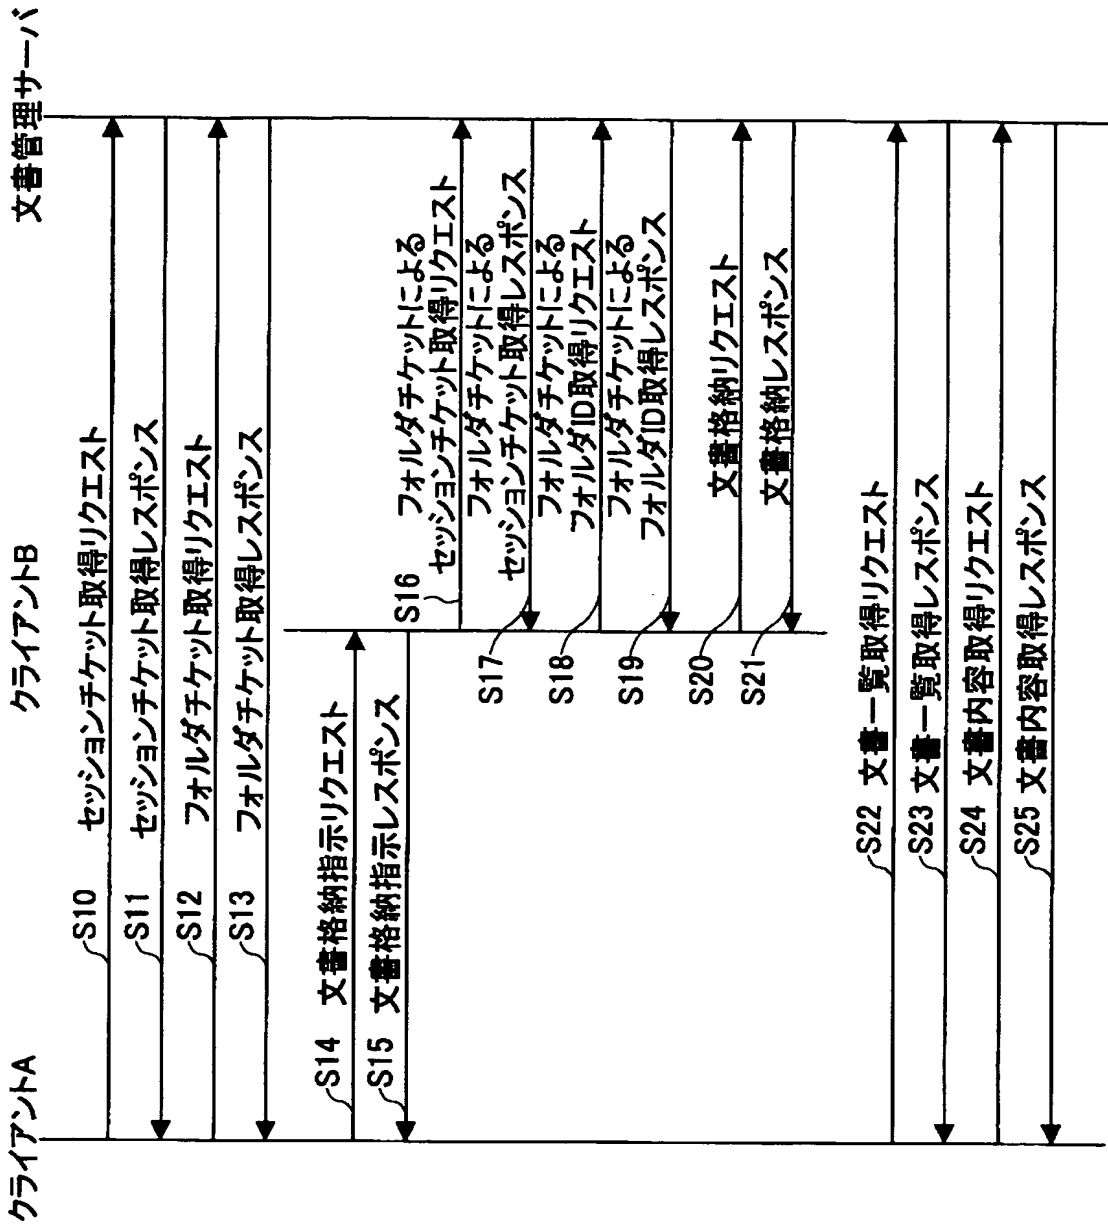 クライアントA
クライアントB
文書管理サーバ
S10
セッションチケット取得リクエスト
S11
セッションチケット取得レスポンス
S12
フォルダチケット取得リクエスト
S13
フォルダチケット取得レスポンス
S14 文書格納指示リクエスト
S15 文書格納指示レスポンス
S16
フォルダチケットによる
セッションチケット取得リクエスト
S17
フォルダチケットによる
セッションチケット取得レスポンス
S18
フォルダチケットによる
フォルダID取得リクエスト
S19
フォルダチケットによる
フォルダID取得レスポンス
S20
文書格納リクエスト
S21
文書格納レスポンス
S22 文書一覧取得リクエスト
S23 文書一覧取得レスポンス
S24 文書内容取得リクエスト
S25 文書内容取得レスポンス